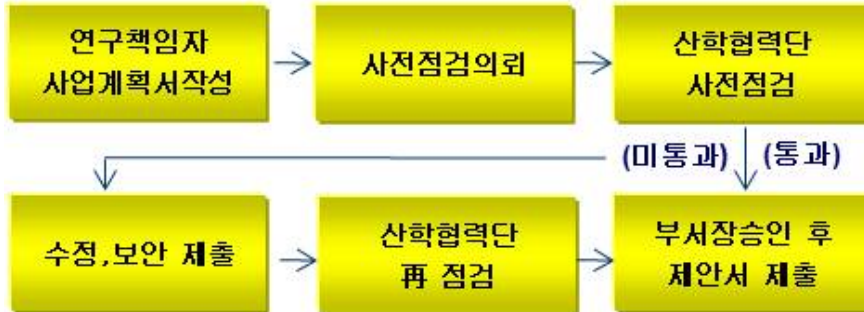 연구책임자
사업계획서작성
사전점검의뢰
산학협력단
사전점검
(미통과)
(통과)
수정,보안 제출
산학협력단
再 점검
부서장승인 후
제안서 제출